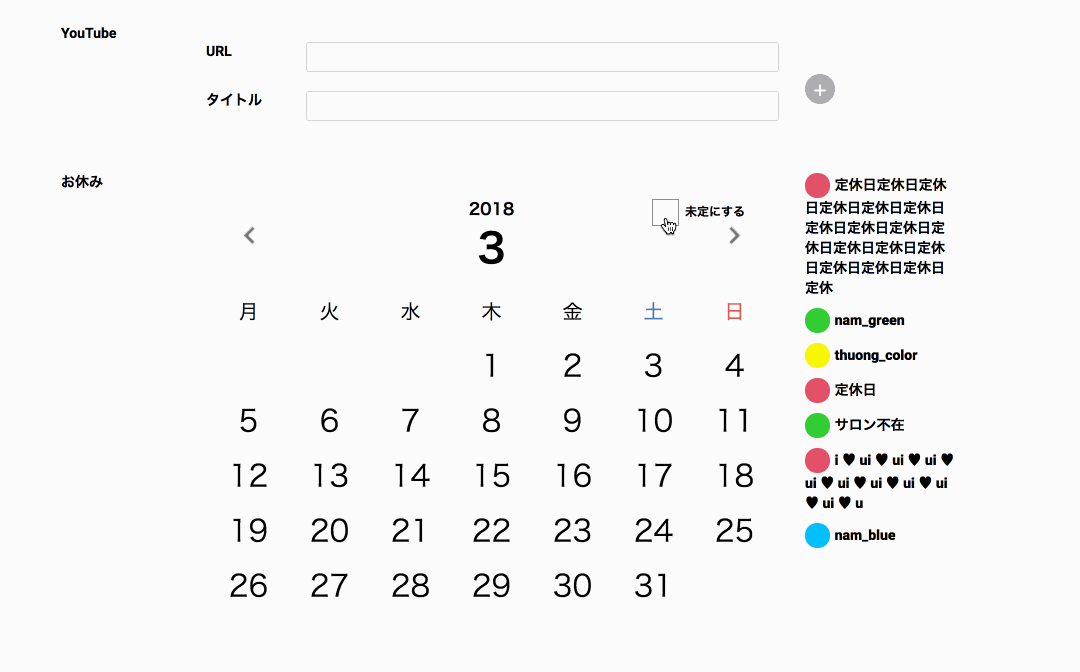 YouTube
URL
タイトル
お休み
2018
3
未定にする
月 火 水 木 金 土 日
1 2 3 4
5 6 7 8 9 10 11
12 13 14 15 16 17 18
19 20 21 22 23 24 25
26 27 28 29 30 31
定休日定休日定休
日定休日定休日定休日
定休日定休日定休日定
休日定休日定休日定休
日定休日定休日定休日
定休
nam_green
thuong_color
定休日
サロン不在
i ♥ ui ♥ ui ♥ ui ♥
ui ♥ ui ♥ ui ♥ ui ♥ ui
♥ ui ♥ u
nam_blue